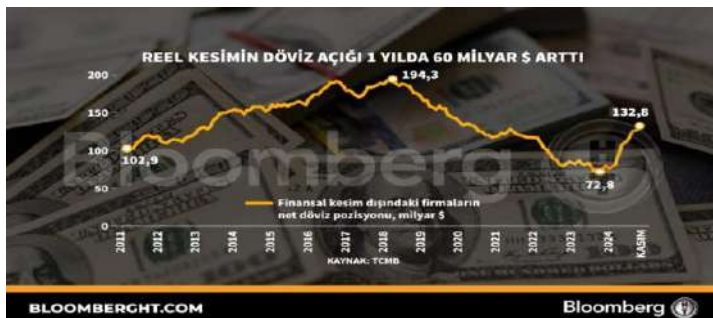 REEL KESİMİN DÖVİZ AÇIĞI 1 YILDA 60 MİLYAR $ ARTTI
200
150
100
50
0
194,3
132,8
102,9
72,8
Bloomberg
Finansal kesim dışındaki firmaların
net döviz pozisyonu, milyar $
2011
2012
2013
2014
2015
2016
2017
2018
2019
2020
2021
2022
2023
2024
KASIM
KAYNAK: TCMB
BLOOMBERGHT.COM
Bloomberg